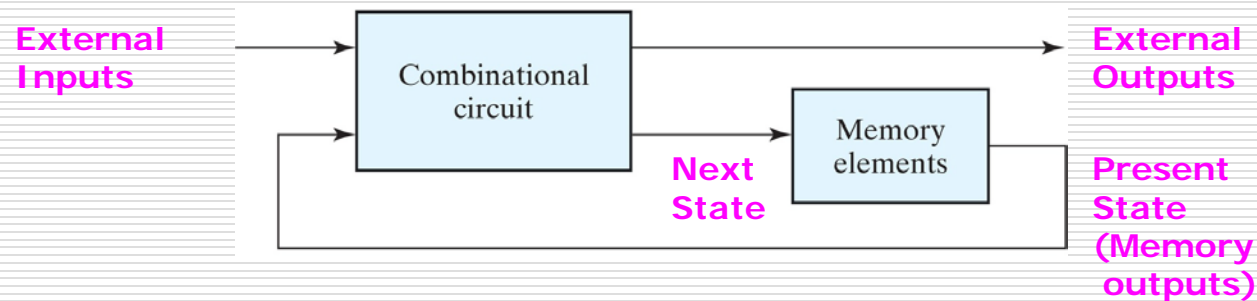 External
Inputs
Combinational
circuit
External
Outputs
Next
State
Memory
elements
Present
State
(Memory
outputs)